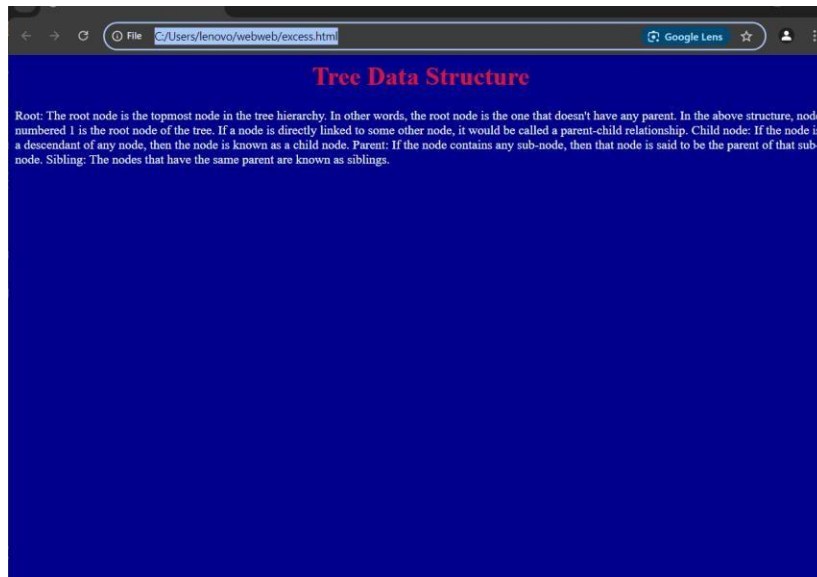 File C:/Users/lenovo/webweb/excess.html Google Lens
Tree Data Structure
Root: The root node is the topmost node in the tree hierarchy. In other words, the root node is the one that doesn't have any parent. In the above structure, node
numbered 1 is the root node of the tree. If a node is directly linked to some other node, it would be called a parent-child relationship. Child node: If the node is
a descendant of any node, then the node is known as a child node. Parent: If the node contains any sub-node, then that node is said to be the parent of that sub-
node. Sibling: The nodes that have the same parent are known as siblings.